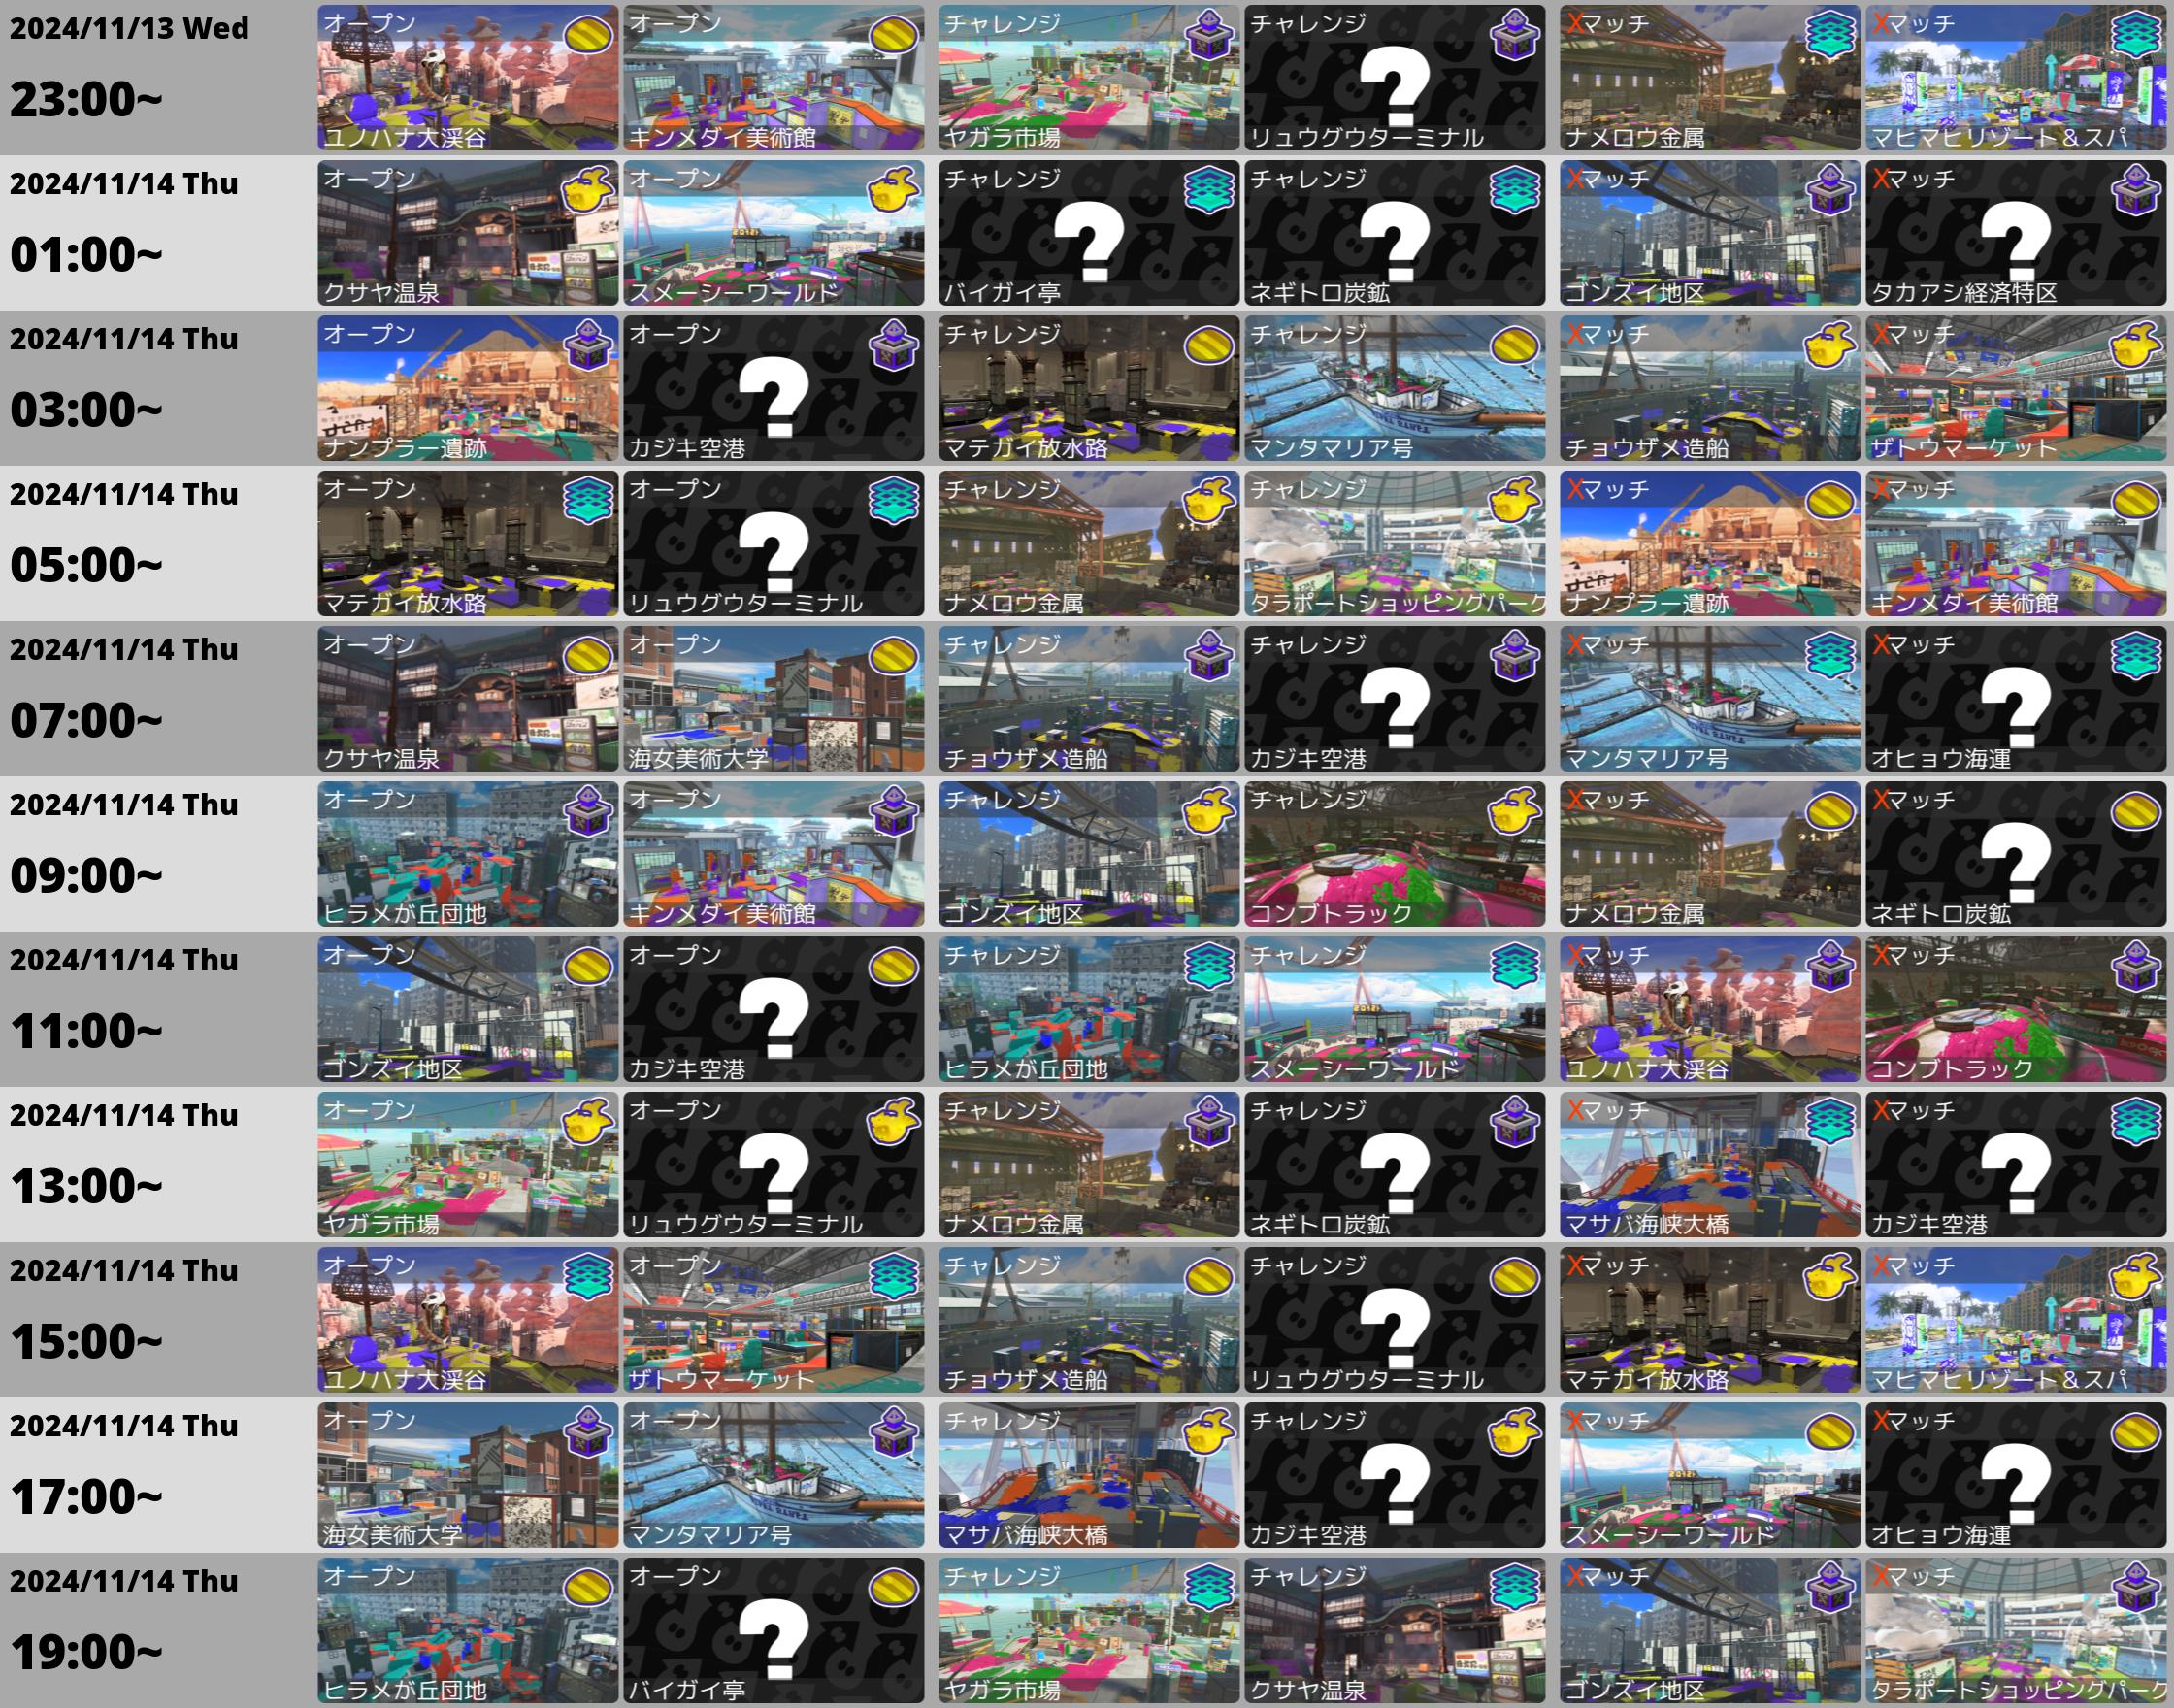 2024/11/13 Wed
23:00~
オープン
ユノハナ大渓谷
オープン
キンメダイ美術館
チャレンジ
ヤガラ市場
チャレンジ
?
リュウグウターミナル
Xマッチ
ナメロウ金属
Xマッチ
マヒマヒリゾート＆スパ
2024/11/14 Thu
01:00~
オープン
クサヤ温泉
オープン
スメーシーワールド
チャレンジ
?
バイガイ亭
チャレンジ
?
ネギトロ炭鉱
Xマッチ
ゴンズイ地区
Xマッチ
?
タカアシ経済特区
2024/11/14 Thu
03:00~
オープン
ナンプラー遺跡
オープン
?
カジキ空港
チャレンジ
マテガイ放水路
チャレンジ
マンタマリア号
Xマッチ
チョウザメ造船
Xマッチ
ザトウマーケット
2024/11/14 Thu
05:00~
オープン
マテガイ放水路
オープン
?
リュウグウターミナル
チャレンジ
ナメロウ金属
チャレンジ
タラポートショッピングパーク
Xマッチ
ナンプラー遺跡
Xマッチ
キンメダイ美術館
2024/11/14 Thu
07:00~
オープン
クサヤ温泉
オープン
海女美術大学
チャレンジ
チョウザメ造船
チャレンジ
?
カジキ空港
Xマッチ
マンタマリア号
Xマッチ
?
オヒョウ海運
2024/11/14 Thu
09:00~
オープン
ヒラメが丘団地
オープン
キンメダイ美術館
チャレンジ
ゴンズイ地区
チャレンジ
コンブトラック
Xマッチ
ナメロウ金属
Xマッチ
?
ネギトロ炭鉱
2024/11/14 Thu
11:00~
オープン
ゴンズイ地区
オープン
?
カジキ空港
チャレンジ
ヒラメが丘団地
チャレンジ
スメーシーワールド
Xマッチ
ユノハナ大渓谷
Xマッチ
コンブトラック
2024/11/14 Thu
13:00~
オープン
ヤガラ市場
オープン
?
リュウグウターミナル
チャレンジ
ナメロウ金属
チャレンジ
?
ネギトロ炭鉱
Xマッチ
マサバ海峡大橋
Xマッチ
?
カジキ空港
2024/11/14 Thu
15:00~
オープン
ユノハナ大渓谷
オープン
ザトウマーケット
チャレンジ
チョウザメ造船
チャレンジ
?
リュウグウターミナル
Xマッチ
マテガイ放水路
Xマッチ
マヒマヒリゾート＆スパ
2024/11/14 Thu
17:00~
オープン
海女美術大学
オープン
マンタマリア号
チャレンジ
マサバ海峡大橋
チャレンジ
?
カジキ空港
Xマッチ
スメーシーワールド
Xマッチ
?
オヒョウ海運
2024/11/14 Thu
19:00~
オープン
ヒラメが丘団地
オープン
?
バイガイ亭
チャレンジ
ヤガラ市場
チャレンジ
クサヤ温泉
Xマッチ
ゴンズイ地区
Xマッチ
タラポートショッピングパーク